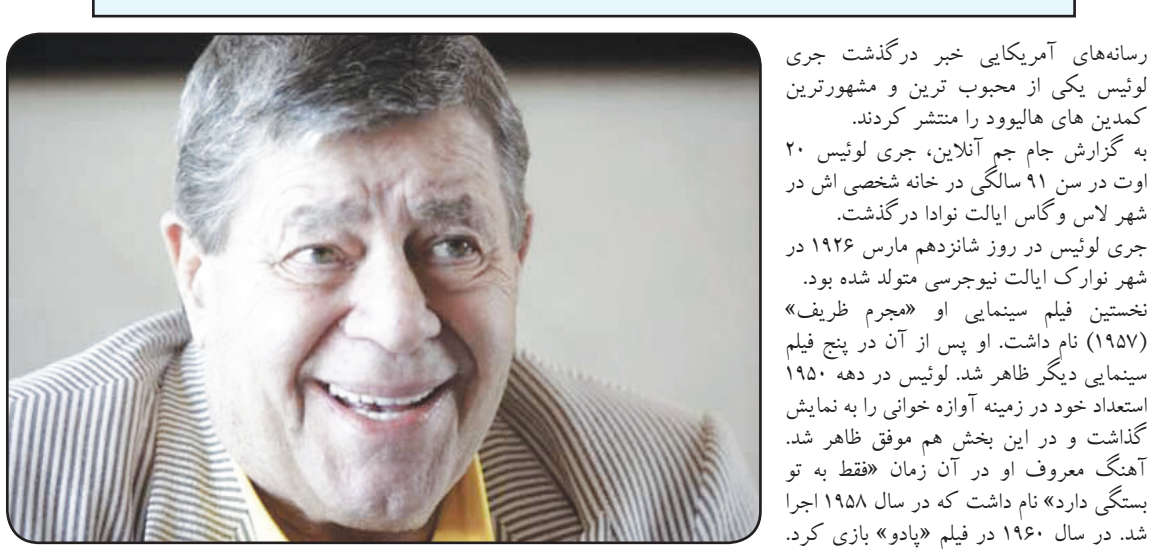 رسانه‌های آمریکایی خبر درگذشت جری
لوئیس یکی از محبوب ترین و مشهورترین
کمدین های هالیوود را منتشر کردند.
به گزارش جام جم آنلاین، جری لوئیس ۲۰
اوت در سن ۹۱ سالگی در خانه شخصی اش در
شهر لاس وگاس ایالت نوادا درگذشت.
جری لوئیس در روز شانزدهم مارس ۱۹۲۶ در
شهر نوارک ایالت نیوجرسی متولد شده بود.
نخستین فیلم سینمایی او «مجرم ظریف»
(۱۹۵۷) نام داشت. او پس از آن در پنج فیلم
سینمایی دیگر ظاهر شد. لوئیس در دهه ۱۹۵۰
استعداد خود در زمینه آوازه خوانی را به نمایش
گذاشت و در این بخش هم موفق ظاهر شد.
آهنگ معروف او در آن زمان «فقط به تو
بستگی دارد» نام داشت که در سال ۱۹۵۸ اجرا
شد. در سال ۱۹۶۰ در فیلم «پادو» بازی کرد.